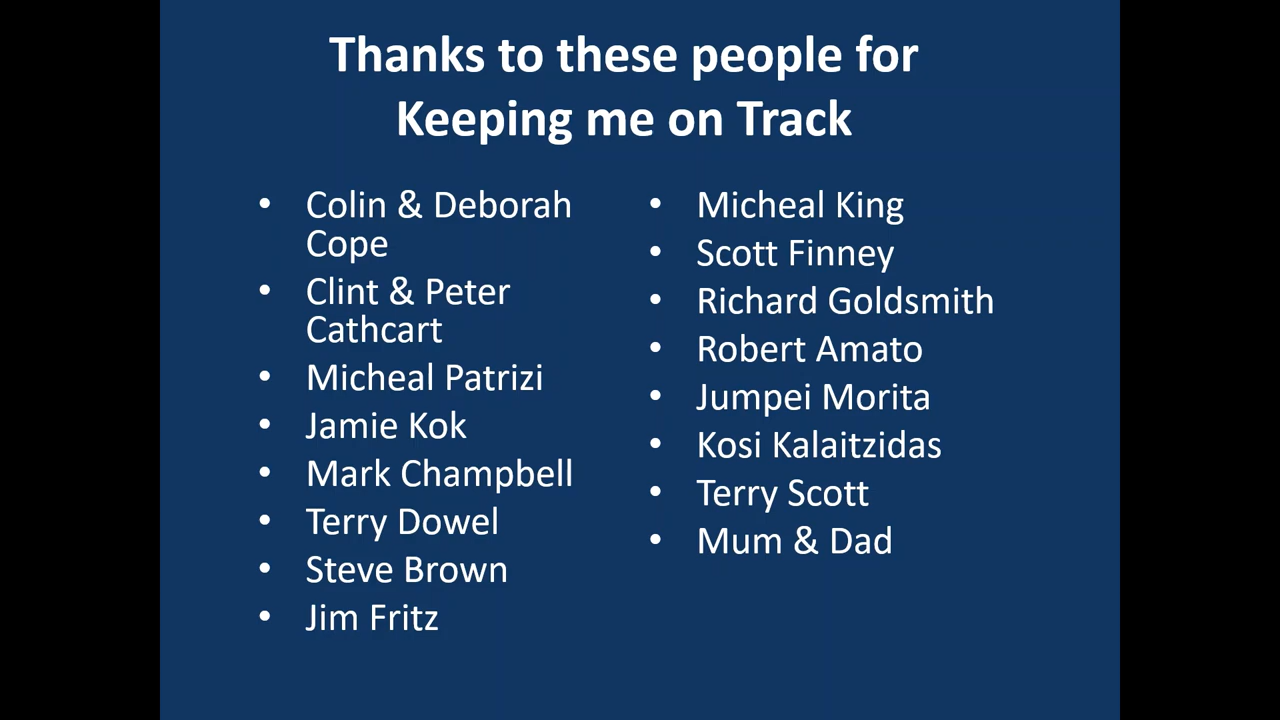 Thanks to these people for
Keeping me on Track
• Colin & Deborah
Cope
• Clint & Peter
Cathcart
• Micheal Patrizi
• Jamie Kok
• Mark Champbell
• Terry Dowel
• Steve Brown
• Jim Fritz
• Micheal King
• Scott Finney
• Richard Goldsmith
• Robert Amato
• Jumpei Morita
• Kosi Kalaitzidas
• Terry Scott
• Mum & Dad